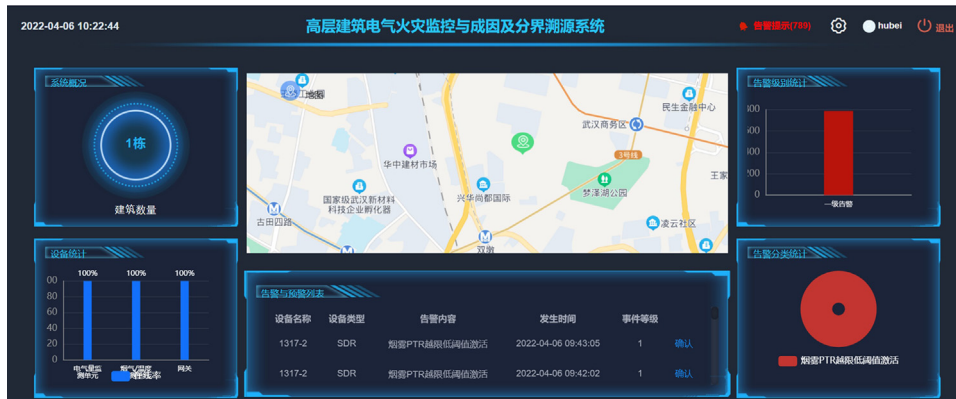 2022-04-06 10:22:44
高层建筑电气火灾监控与成因及分界溯源系统
告警提示(789)
hubei
退出
系统概况
1栋
建筑数量
民生金融中心
武汉商务区
3号线
华中建材市场
王家
国家级武汉新材料
科技企业孵化器
兴华尚都国际
梦泽湖公园
古田四路
凌云社区
双墩
告警级别统计
800
600
400
200
0
一级告警
设备统计
100%
100%
100%
00
80
60
40
20
0
电气量监
测单元
烟气/温度
网关
在线率
告警与预警列表
设备名称
设备类型
告警内容
发生时间
事件等级
1317-2
SDR
烟雾PTR越限低阈值激活
2022-04-06 09:43:05
1
确认
1317-2
SDR
烟雾PTR越限低阈值激活
2022-04-06 09:42:02
1
确认
告警分类统计
烟雾PTR越限低阈值激活